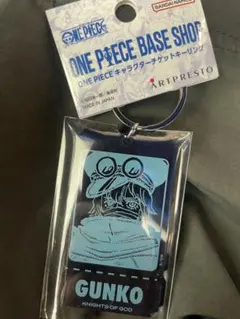 ONE PIECE
BANDAI NAMCO
ONE PIECE BASE SHOP
ONE PIECE キャラクターチケットキーリング
MADE IN JAPAN
ARTPRESTO
GUNKO
KNIGHTS OF GOD